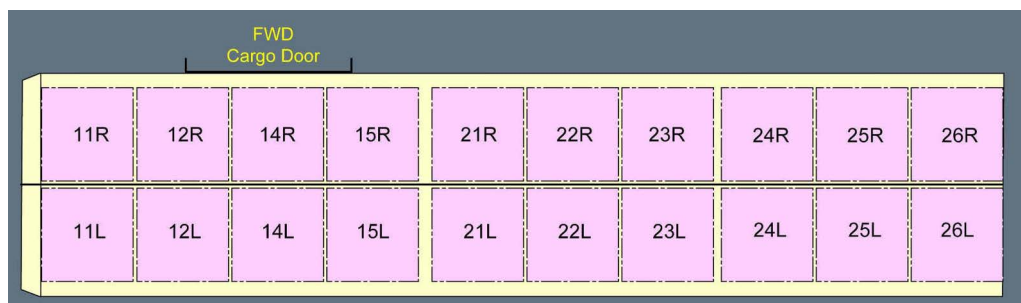 FWD
Cargo Door
11R 12R 14R 15R 21R 22R 23R 24R 25R 26R
11L 12L 14L 15L 21L 22L 23L 24L 25L 26L